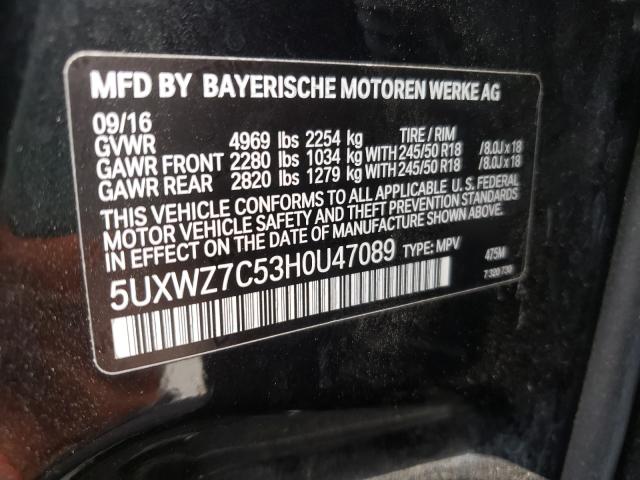 MFD BY BAYERISCHE MOTOREN WERKE AG
09/16 TIRE / RIM
GVWR 4969 lbs 2254 kg
GAWR FRONT 2280 lbs 1034 kg WITH 245/50 R18 /8.0J x 18
GAWR REAR 2820 lbs 1279 kg WITH 245/50 R18 /8.0J x 18
THIS VEHICLE CONFORMS TO ALL APPLICABLE U. S. FEDERAL
MOTOR VEHICLE SAFETY AND THEFT PREVENTION STANDARDS
IN EFFECT ON THE DATE OF MANUFACTURE SHOWN ABOVE.
5UXWZ7C53H0U47089 TYPE: MPV 475M
7 320 730